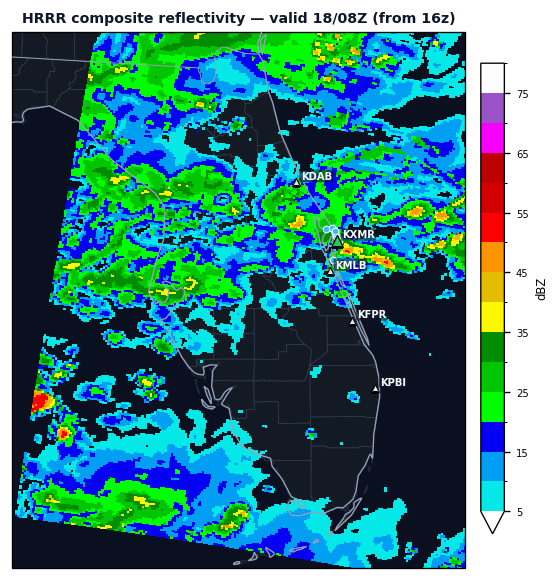 HRRR composite reflectivity — valid 18/08Z (from 16z)
KDAB
KXMR
KMLB
KFPR
KPBI
75
65
55
45
35
25
15
5
dBZ